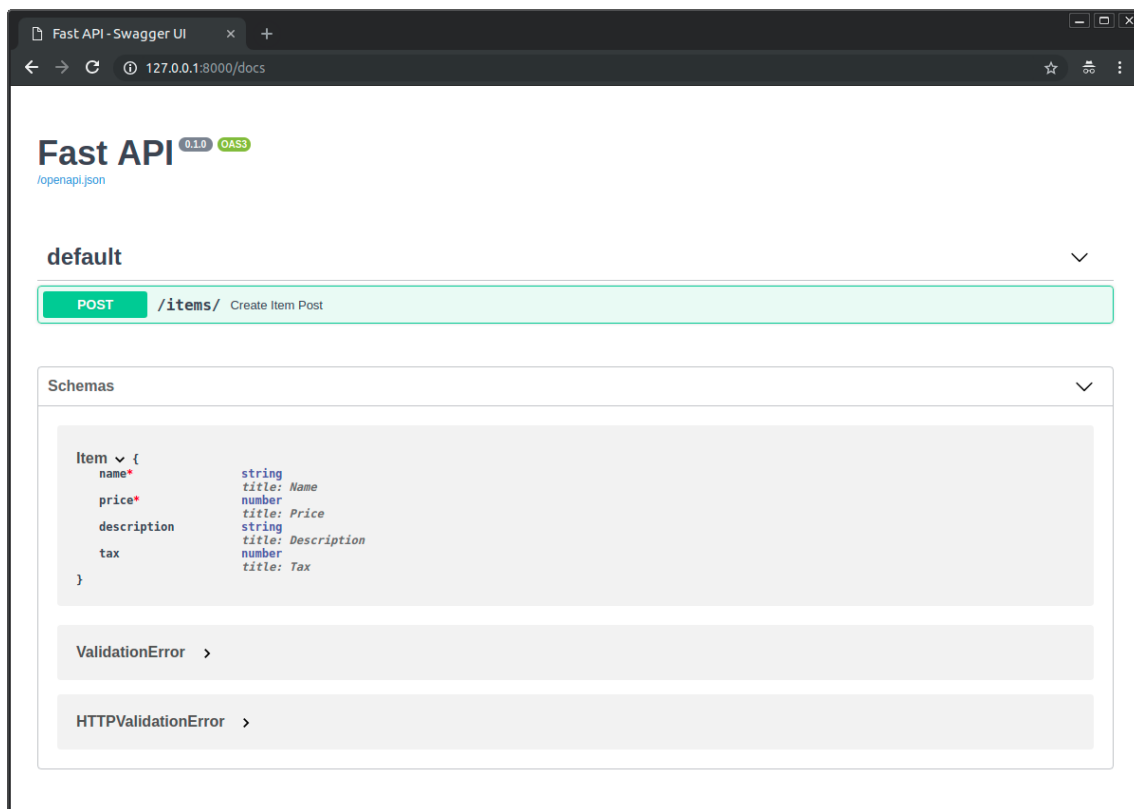 Fast API - Swagger UI
127.0.0.1:8000/docs
Fast API 0.1.0 OAS3
/openapi.json
default
POST /items/ Create Item Post
Schemas
Item {
name* string
title: Name
price* number
title: Price
description string
title: Description
tax number
title: Tax
}
ValidationError
HTTPValidationError